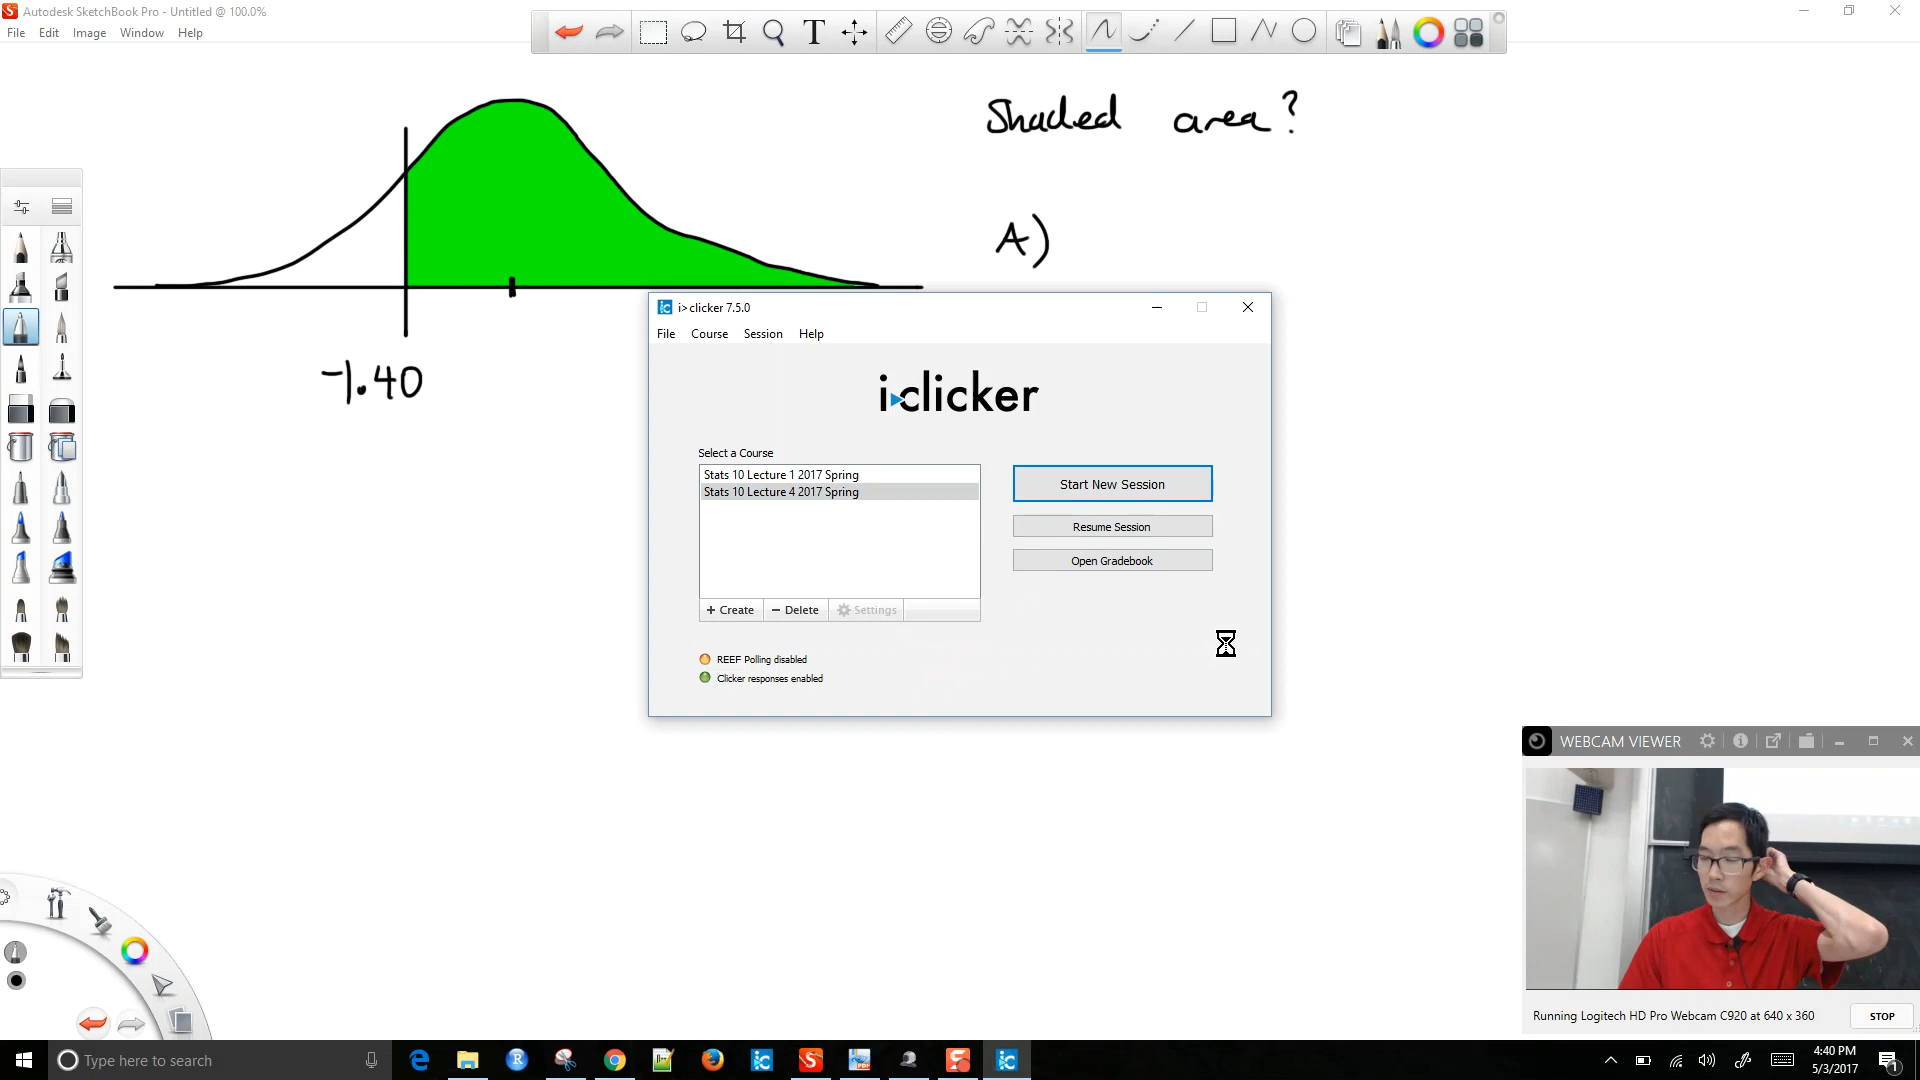 Autodesk SketchBook Pro - Untitled @ 100.0%
File Edit Image Window Help
T
Shaded area?
A)
-1.40
i>clicker 7.5.0
File Course Session Help
i>clicker
Select a Course
Stats 10 Lecture 1 2017 Spring
Stats 10 Lecture 4 2017 Spring
Start New Session
Resume Session
Open Gradebook
+ Create − Delete Settings
REEF Polling disabled
Clicker responses enabled
WEBCAM VIEWER
Running Logitech HD Pro Webcam C920 at 640 x 360
STOP
Type here to search
4:40 PM
5/3/2017
1